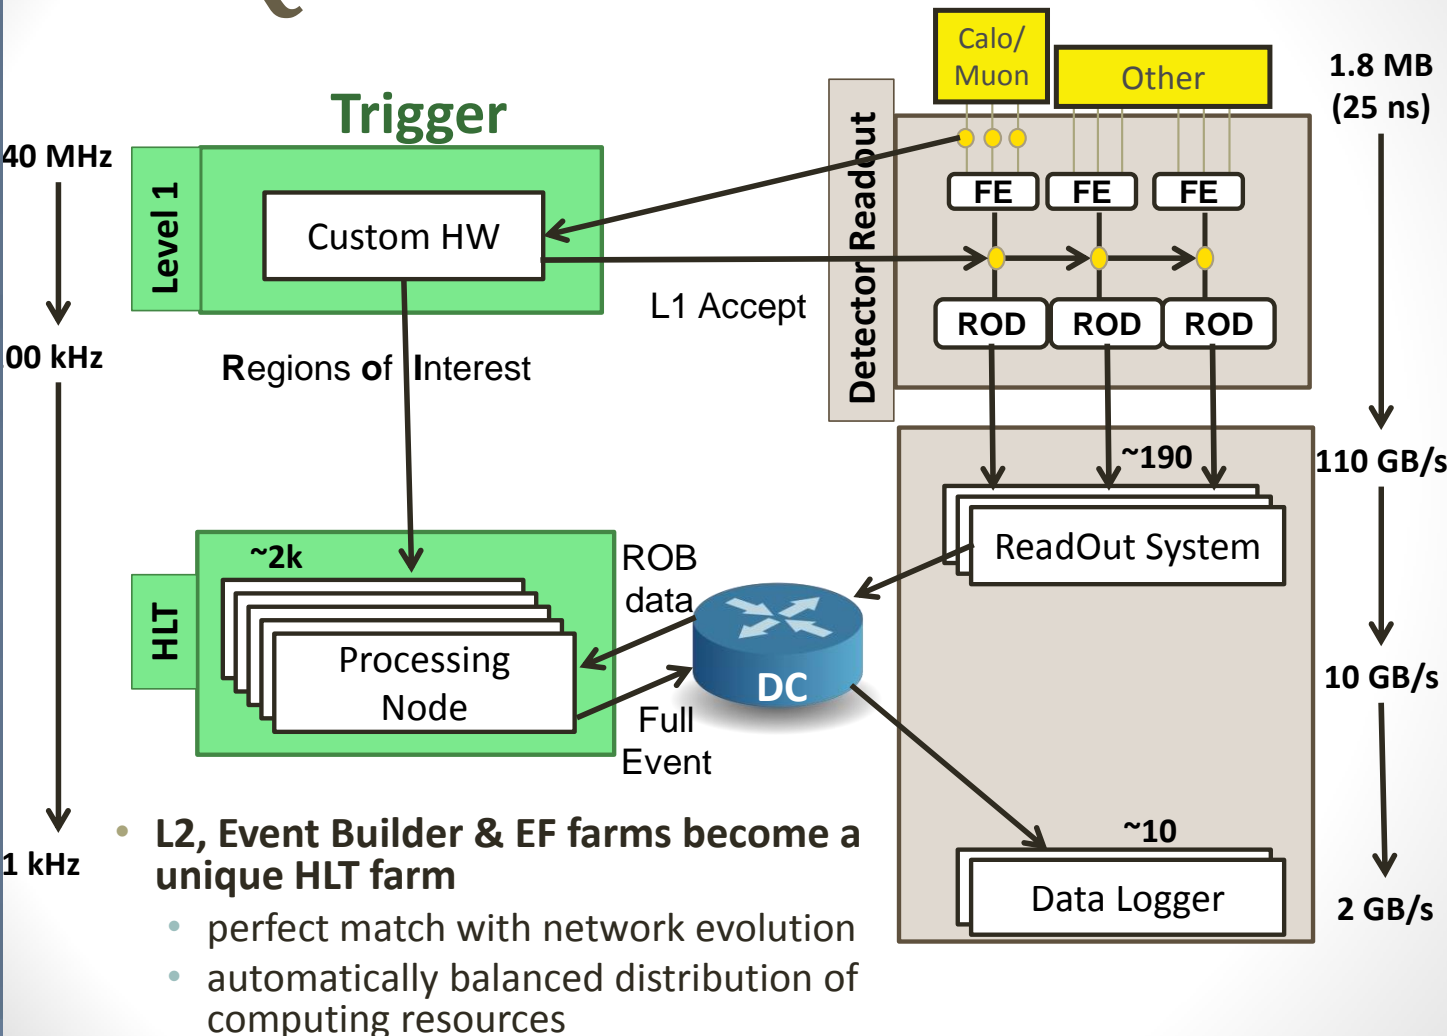 Calo/
Muon
Other
1.8 MB
(25 ns)
Trigger
40 MHz
Level 1
Custom HW
Detector Readout
FE
FE
FE
L1 Accept
ROD
ROD
ROD
00 kHz
Regions of Interest
~190
110 GB/s
ReadOut System
~2k
ROB
data
HLT
Processing
Node
DC
10 GB/s
Full
Event
~10
Data Logger
1 kHz
2 GB/s
• L2, Event Builder & EF farms become a
unique HLT farm
• perfect match with network evolution
• automatically balanced distribution of
computing resources